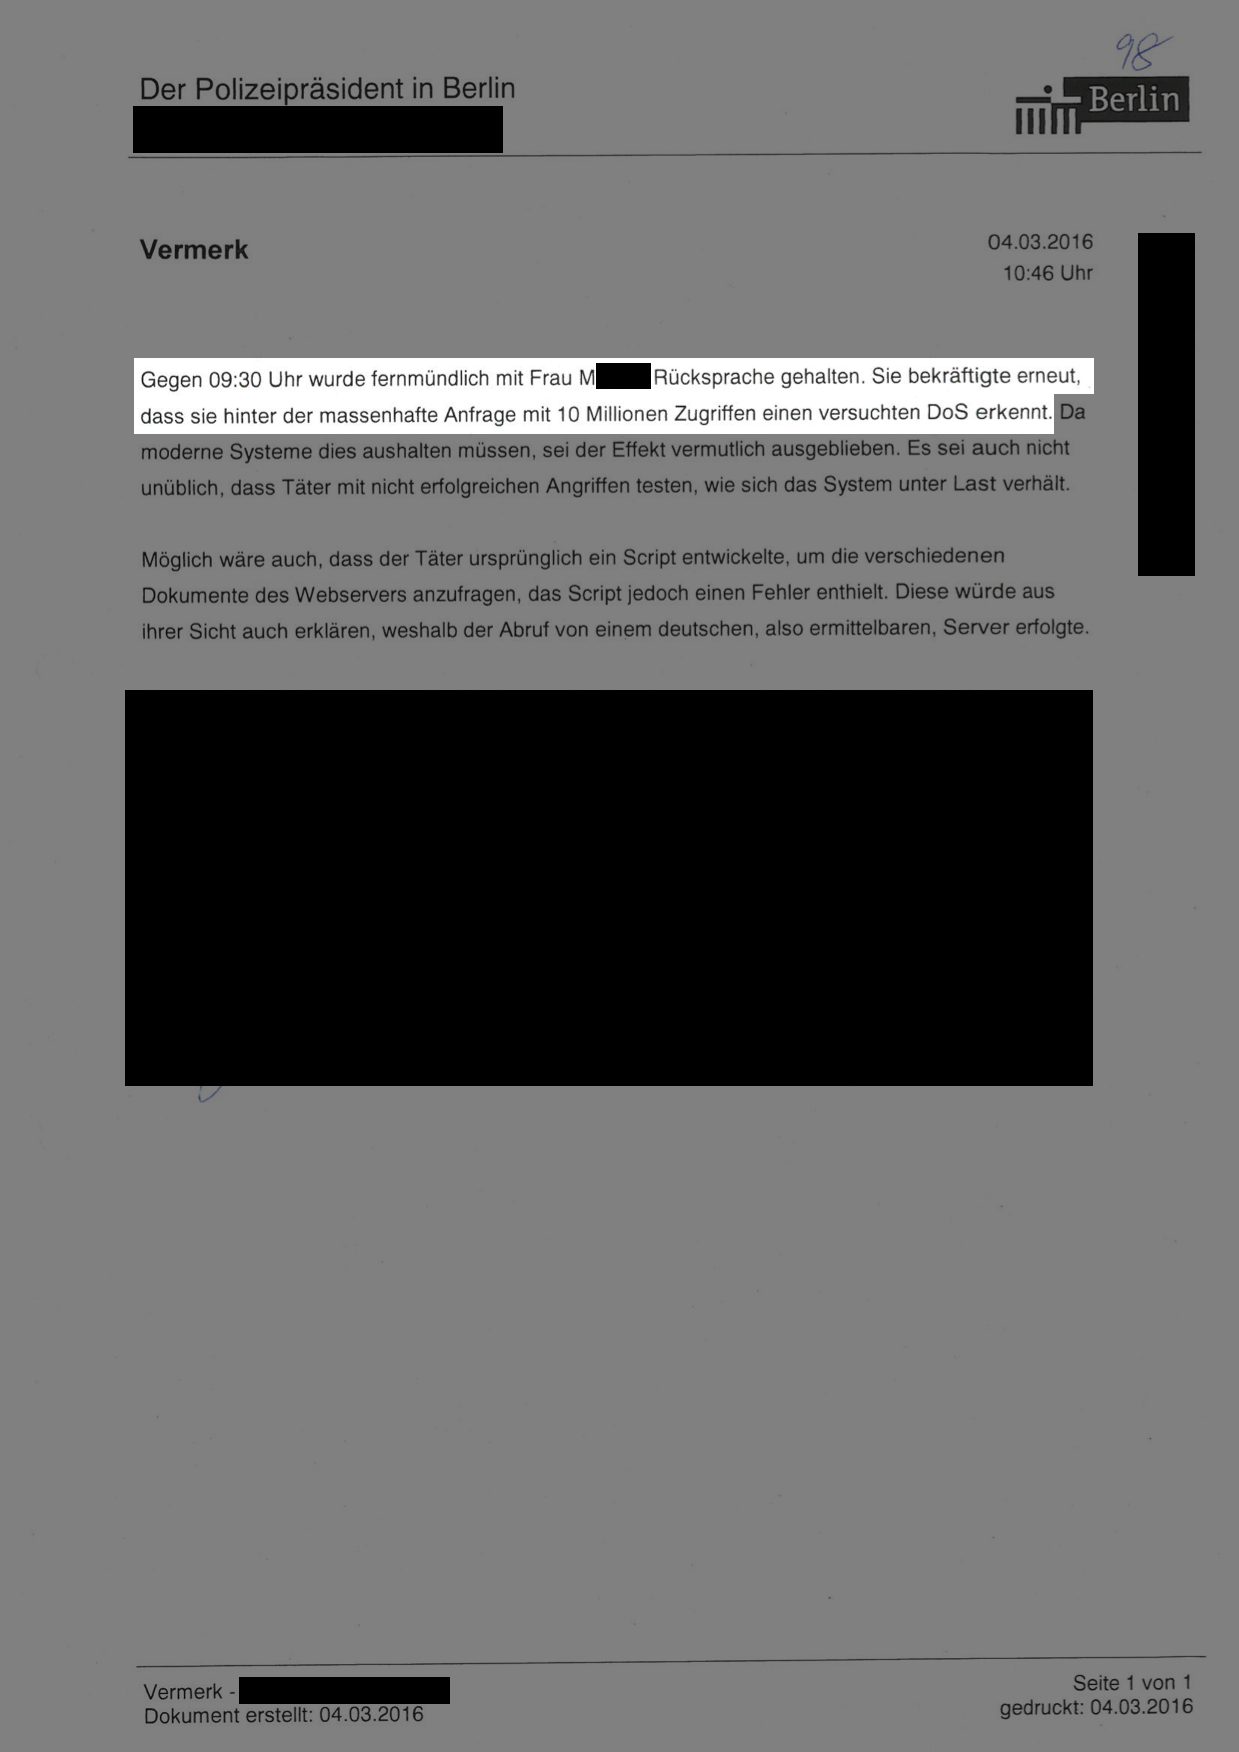 98
Der Polizeipräsident in Berlin
Berlin
Vermerk
04.03.2016
10:46 Uhr
Gegen 09:30 Uhr wurde fernmündlich mit Frau M Rücksprache gehalten. Sie bekräftigte erneut,
dass sie hinter der massenhafte Anfrage mit 10 Millionen Zugriffen einen versuchten DoS erkennt. Da
moderne Systeme dies aushalten müssen, sei der Effekt vermutlich ausgeblieben. Es sei auch nicht
unüblich, dass Täter mit nicht erfolgreichen Angriffen testen, wie sich das System unter Last verhält.
Möglich wäre auch, dass der Täter ursprünglich ein Script entwickelte, um die verschiedenen
Dokumente des Webservers anzufragen, das Script jedoch einen Fehler enthielt. Diese würde aus
ihrer Sicht auch erklären, weshalb der Abruf von einem deutschen, also ermittelbaren, Server erfolgte.
Vermerk -
Dokument erstellt: 04.03.2016
Seite 1 von 1
gedruckt: 04.03.2016